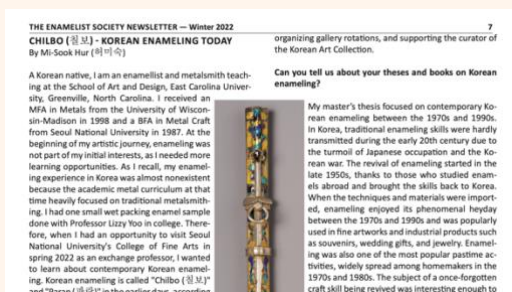 THE ENAMELIST SOCIETY NEWSLETTER — Winter 2022
7
CHILBO (칠보) - KOREAN ENAMELING TODAY
By Mi-Sook Hur (허미숙)
A Korean native, I am an enamellist and metalsmith teach-
ing at the School of Art and Design, East Carolina Univer-
sity, Greenville, North Carolina. I received an
MFA in Metals from the University of Wiscon-
sin-Madison in 1998 and a BFA in Metal Craft
from Seoul National University in 1987. At the
beginning of my artistic journey, enameling was
not part of my initial interests, as I needed more
learning opportunities. As I recall, my enamel-
ing experience in Korea was almost nonexistent
because the academic metal curriculum at that
time heavily focused on traditional metalsmith-
ing. I had one small wet packing enamel sample
done with Professor Lizzy Yoo in college. There-
fore, when I had an opportunity to visit Seoul
National University's College of Fine Arts in
spring 2022 as an exchange professor, I wanted
to learn about contemporary Korean enamel-
ing. Korean enameling is called "Chilbo (칠보)"
and "Paran (파란)" in the earlier days, according
organizing gallery rotations, and supporting the curator of
the Korean Art Collection.
Can you tell us about your theses and books on Korean
enameling?
My master's thesis focused on contemporary Ko-
rean enameling between the 1970s and 1990s.
In Korea, traditional enameling skills were hardly
transmitted during the early 20th century due to
the turmoil of Japanese occupation and the Ko-
rean war. The revival of enameling started in the
late 1950s, thanks to those who studied enam-
els abroad and brought the skills back to Korea.
When the techniques and materials were import-
ed, enameling enjoyed its phenomenal heyday
between the 1970s and 1990s and was popularly
used in fine artworks and industrial products such
as souvenirs, wedding gifts, and jewelry. Enamel-
ing was also one of the most popular pastime ac-
tivities, widely spread among homemakers in the
1970s and 1980s. The subject of a once-forgotten
craft skill being revived was interesting enough to